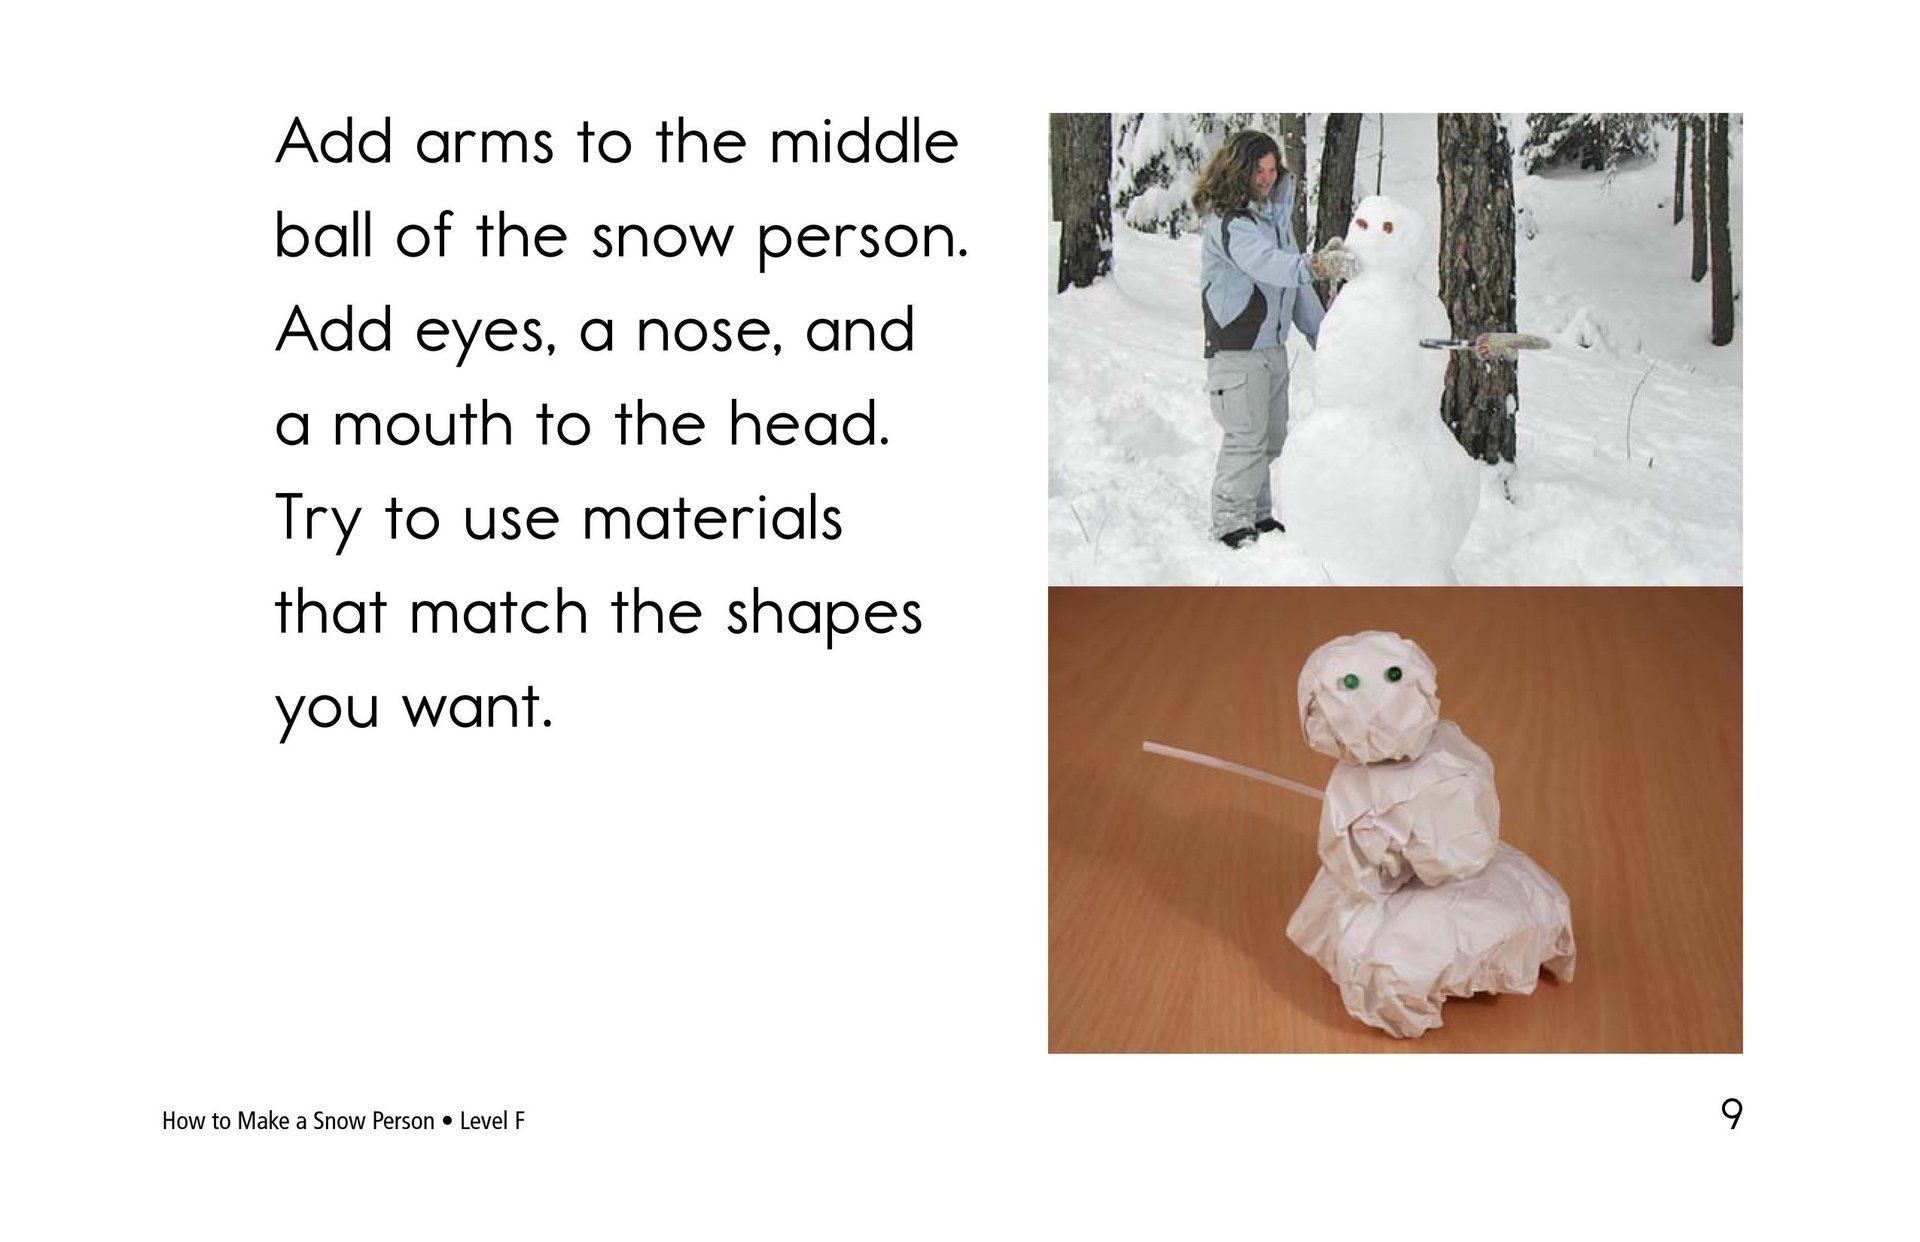 Add arms to the middle
ball of the snow person.
Add eyes, a nose, and
a mouth to the head.
Try to use materials
that match the shapes
you want.
How to Make a Snow Person • Level F
9